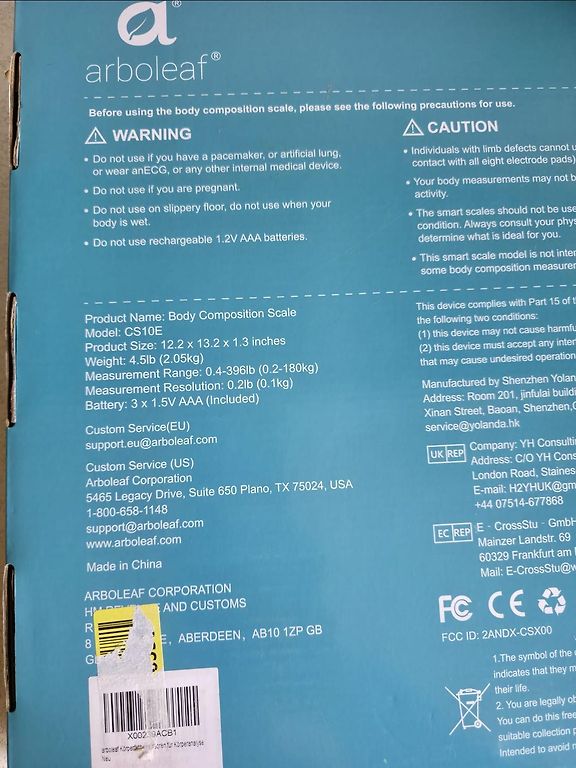 arboleaf®
Before using the body composition scale, please see the following precautions for use.
WARNING
• Do not use if you have a pacemaker, or artificial lung,
or wear anECG, or any other internal medical device.
• Do not use if you are pregnant.
• Do not use on slippery floor, do not use when your
body is wet.
• Do not use rechargeable 1.2V AAA batteries.
CAUTION
• Individuals with limb defects cannot
contact with all eight electrode pads)
• Your body measurements may not
activity.
• The smart scales should not be use
condition. Always consult your
determine what is ideal for you.
• This smart scale model is not
some body composition
Product Name: Body Composition Scale
Model: CS10E
Product Size: 12.2 x 13.2 x 1.3 inches
Weight: 4.5lb (2.05kg)
Measurement Range: 0.4-396lb (0.2-180kg)
Measurement Resolution: 0.2lb (0.1kg)
Battery: 3 x 1.5V AAA (Included)
Custom Service(EU)
support.eu@arboleaf.com
Custom Service (US)
Arboleaf Corporation
5465 Legacy Drive, Suite 650 Plano, TX 75024, USA
1-800-658-1148
support@arboleaf.com
www.arboleaf.com
Made in China
ARBOLEAF CORPORATION
HM AND CUSTOMS
8 ABERDEEN, AB10 1ZP GB
This device complies with Part 15 of
the following two conditions:
(1) this device may not cause
(2) this device must accept any
that may cause undesired operation
Manufactured by Shenzhen
Address: Room 201, jinfulai
Xinan Street, Baoan, Shenzhen,
service@yolanda.hk
UK REP
Company: YH
Address: C/O YH
London Road,
E-mail:
+44 07514-677868
EC REP
E - CrossStu - GmbH
Mainzer Landstr. 69
60329 Frankfurt am
Mail:
FC CE
FCC ID: 2ANDX-CSX00
1.The symbol of the
indicates that they
their life.
2. You are legally
You can do this free
suitable collection
Intended to avoid
arboleaf für Körperanalyse
Neu